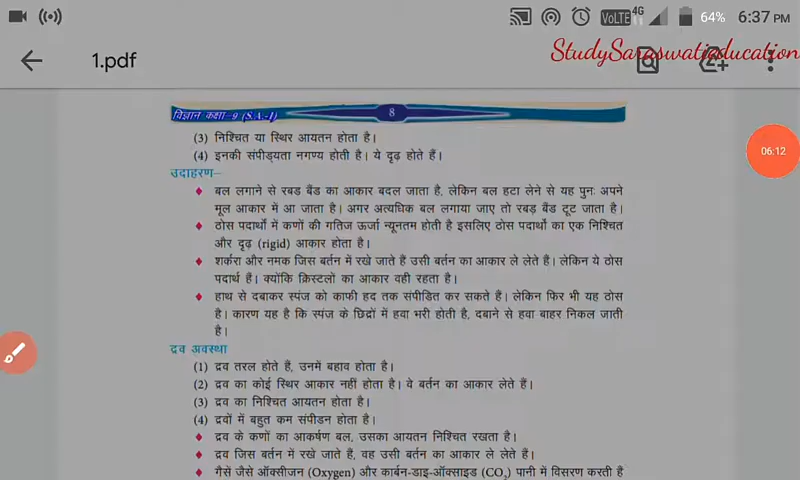 VoLTE 4G 64% 6:37 PM
StudySaraswatieducation
1.pdf
विज्ञान कक्षा-9 (S.A.-I) 8
06:12
(3) निश्चित या स्थिर आयतन होता है।
(4) इनकी संपीड्यता नगण्य होती है। ये दृढ़ होते हैं।
उदाहरण–
बल लगाने से रबड बैंड का आकार बदल जाता है, लेकिन बल हटा लेने से यह पुनः अपने
मूल आकार में आ जाता है। अगर अत्यधिक बल लगाया जाए तो रबड़ बैंड टूट जाता है।
ठोस पदार्थो में कणों की गतिज ऊर्जा न्यूनतम होती है इसलिए ठोस पदार्थों का एक निश्चित
और दृढ़ (rigid) आकार होता है।
शर्करा और नमक जिस बर्तन में रखे जाते हैं उसी बर्तन का आकार ले लेते हैं। लेकिन ये ठोस
पदार्थ हैं। क्योंकि क्रिस्टलों का आकार वही रहता है।
हाथ से दबाकर स्पंज को काफी हद तक संपीडित कर सकते हैं। लेकिन फिर भी यह ठोस
है। कारण यह है कि स्पंज के छिद्रों में हवा भरी होती है, दबाने से हवा बाहर निकल जाती
है।
द्रव अवस्था
(1) द्रव तरल होते हैं, उनमें बहाव होता है।
(2) द्रव का कोई स्थिर आकार नहीं होता है। वे बर्तन का आकार लेते हैं।
(3) द्रव का निश्चित आयतन होता है।
(4) द्रवों में बहुत कम संपीडन होता है।
द्रव के कणों का आकर्षण बल, उसका आयतन निश्चित रखता है।
द्रव जिस बर्तन में रखे जाते है, वह उसी बर्तन का आकार ले लेते हैं।
गैसें जैसे ऑक्सीजन (Oxygen) और कार्बन-डाइ-ऑक्साइड (CO₂) पानी में विसरण करती है